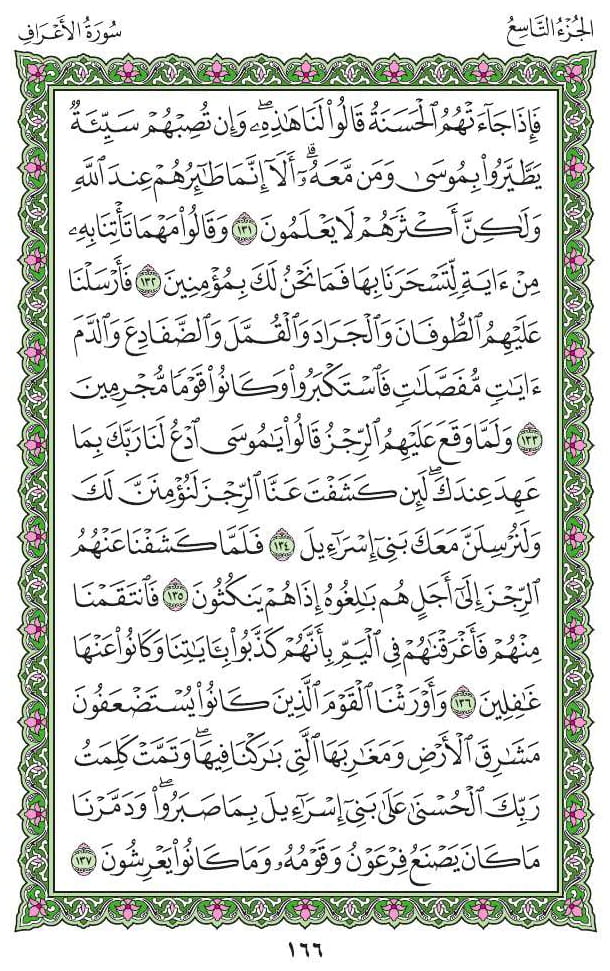 الجُزْءُ التَّاسِعُ
سُورَةُ الأَعْرَافِ
فَإِذَا جَآءَتْهُمُ ٱلْحَسَنَةُ قَالُوا۟ لَنَا هَـٰذِهِۦۖ وَإِن تُصِبْهُمْ سَيِّئَةٌ
يَطَّيَّرُوا۟ بِمُوسَىٰ وَمَن مَّعَهُۥٓۗ أَلَآ إِنَّمَا طَـٰٓئِرُهُمْ عِندَ ٱللَّهِ
وَلَـٰكِنَّ أَكْثَرَهُمْ لَا يَعْلَمُونَ ١٣١ وَقَالُوا۟ مَهْمَا تَأْتِنَا بِهِۦ
مِنْ ءَايَةٍ لِّتَسْحَرَنَا بِهَا فَمَا نَحْنُ لَكَ بِمُؤْمِنِينَ ١٣٢ فَأَرْسَلْنَا
عَلَيْهِمُ ٱلطُّوفَانَ وَٱلْجَرَادَ وَٱلْقُمَّلَ وَٱلضَّفَادِعَ وَٱلدَّمَ
ءَايَـٰتٍ مُّفَصَّلَـٰتٍ فَٱسْتَكْبَرُوا۟ وَكَانُوا۟ قَوْمًا مُّجْرِمِينَ
١٣٣ وَلَمَّا وَقَعَ عَلَيْهِمُ ٱلرِّجْزُ قَالُوا۟ يَـٰمُوسَى ٱدْعُ لَنَا رَبَّكَ بِمَا
عَهِدَ عِندَكَۖ لَئِن كَشَفْتَ عَنَّا ٱلرِّجْزَ لَنُؤْمِنَنَّ لَكَ
وَلَنُرْسِلَنَّ مَعَكَ بَنِىٓ إِسْرَٰٓءِيلَ ١٣٤ فَلَمَّا كَشَفْنَا عَنْهُمُ
ٱلرِّجْزَ إِلَىٰٓ أَجَلٍ هُم بَـٰلِغُوهُ إِذَا هُمْ يَنكُثُونَ ١٣٥ فَٱنتَقَمْنَا
مِنْهُمْ فَأَغْرَقْنَـٰهُمْ فِى ٱلْيَمِّ بِأَنَّهُمْ كَذَّبُوا۟ بِـَٔايَـٰتِنَا وَكَانُوا۟ عَنْهَا
غَـٰفِلِينَ ١٣٦ وَأَوْرَثْنَا ٱلْقَوْمَ ٱلَّذِينَ كَانُوا۟ يُسْتَضْعَفُونَ
مَشَـٰرِقَ ٱلْأَرْضِ وَمَغَـٰرِبَهَا ٱلَّتِى بَـٰرَكْنَا فِيهَاۖ وَتَمَّتْ كَلِمَتُ
رَبِّكَ ٱلْحُسْنَىٰ عَلَىٰ بَنِىٓ إِسْرَٰٓءِيلَ بِمَا صَبَرُوا۟ۖ وَدَمَّرْنَا
مَا كَانَ يَصْنَعُ فِرْعَوْنُ وَقَوْمُهُۥ وَمَا كَانُوا۟ يَعْرِشُونَ ١٣٧
١٦٦